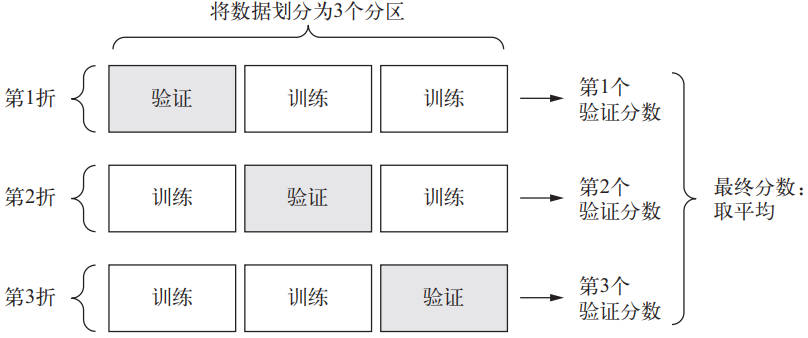 将数据划分为3个分区
第1折
验证
训练
训练
第1个
验证分数
第2折
训练
验证
训练
第2个
验证分数
最终分数：
取平均
第3折
训练
训练
验证
第3个
验证分数